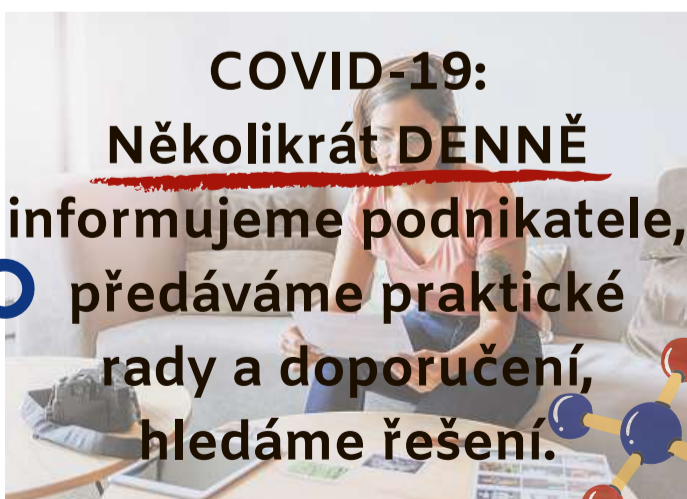 COVID-19:
Několikrát DENNĚ
informujeme podnikatele,
předáváme praktické
rady a doporučení,
hledáme řešení.